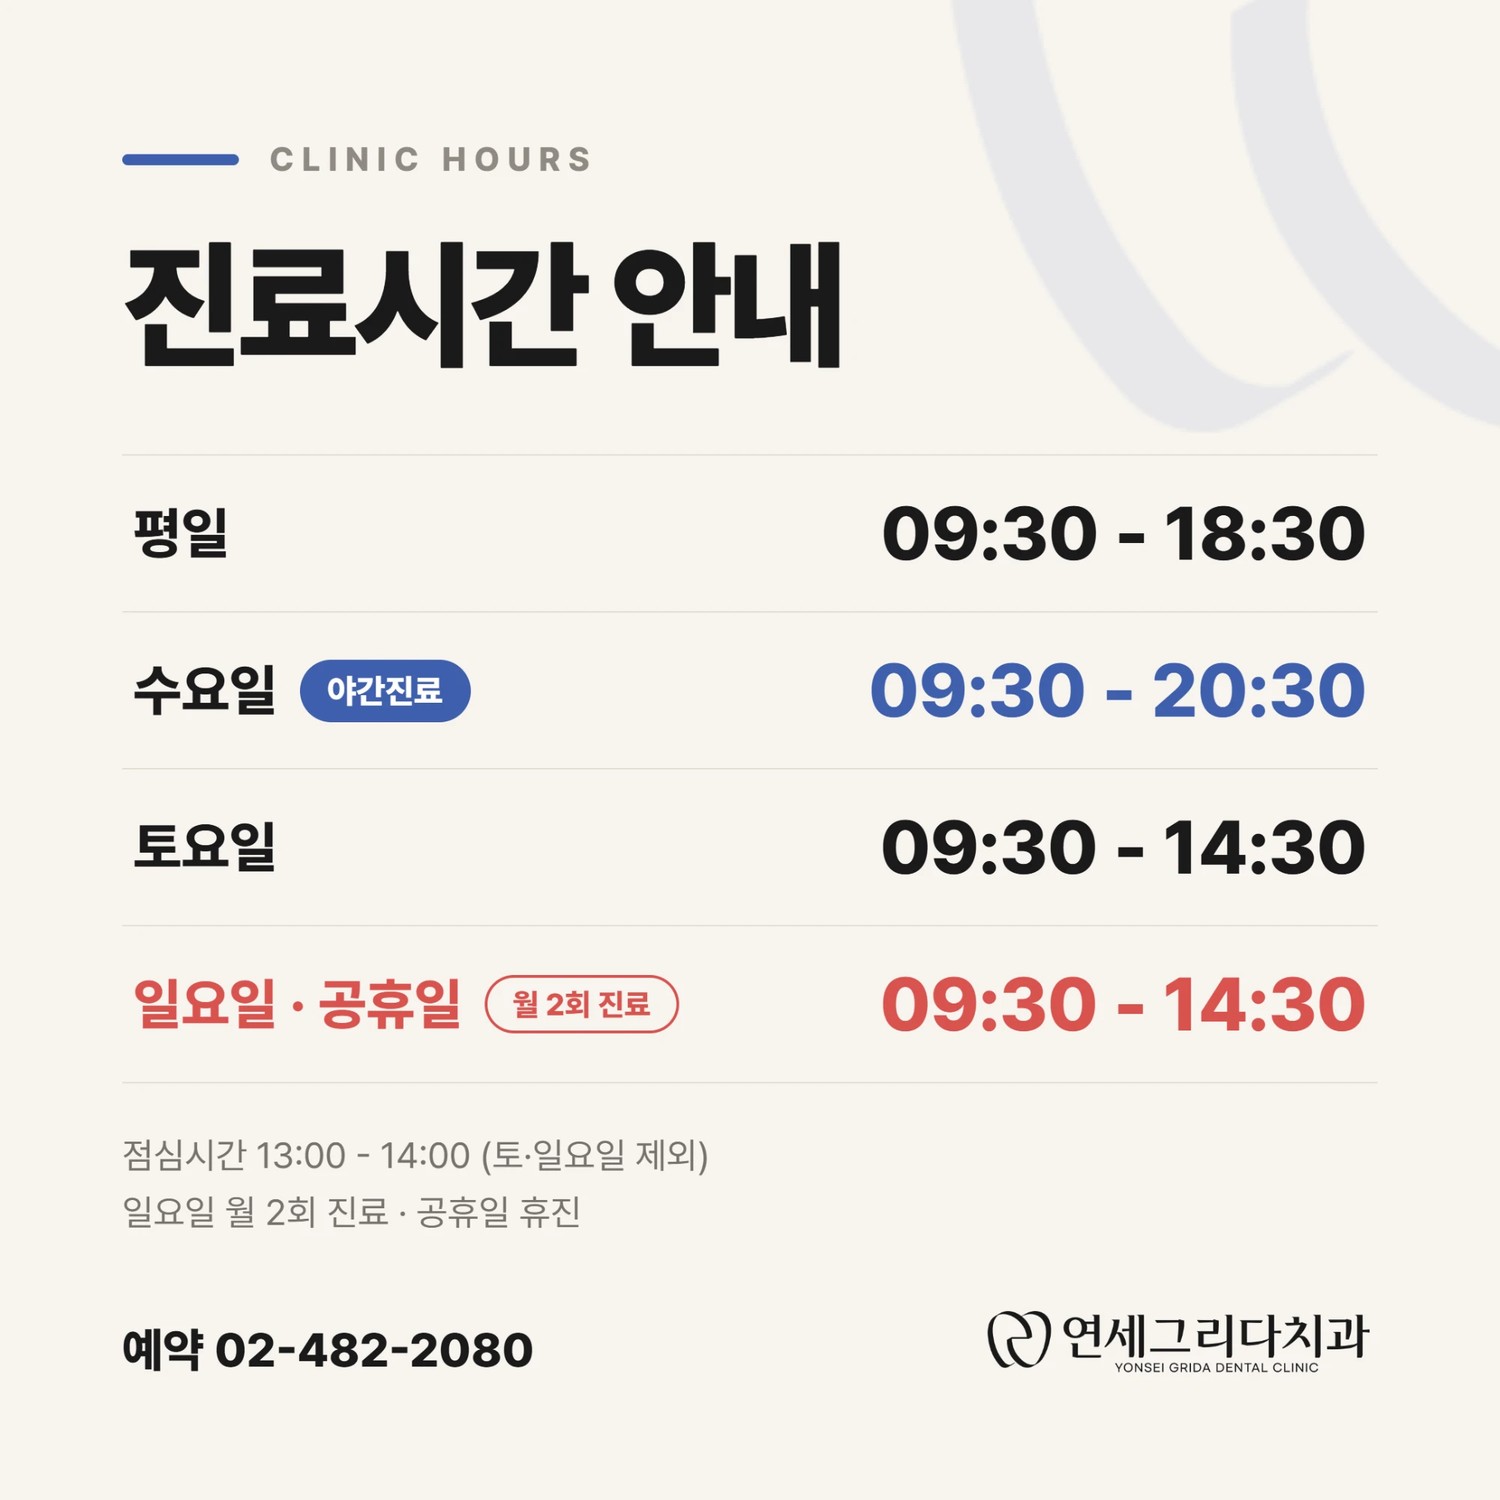 CLINIC HOURS
진료시간 안내
평일 09:30 - 18:30
수요일 야간진료 09:30 - 20:30
토요일 09:30 - 14:30
일요일 · 공휴일 월 2회 진료 09:30 - 14:30
점심시간 13:00 - 14:00 (토·일요일 제외)
일요일 월 2회 진료 · 공휴일 휴진
예약 02-482-2080
연세그리다치과
YONSEI GRIDA DENTAL CLINIC